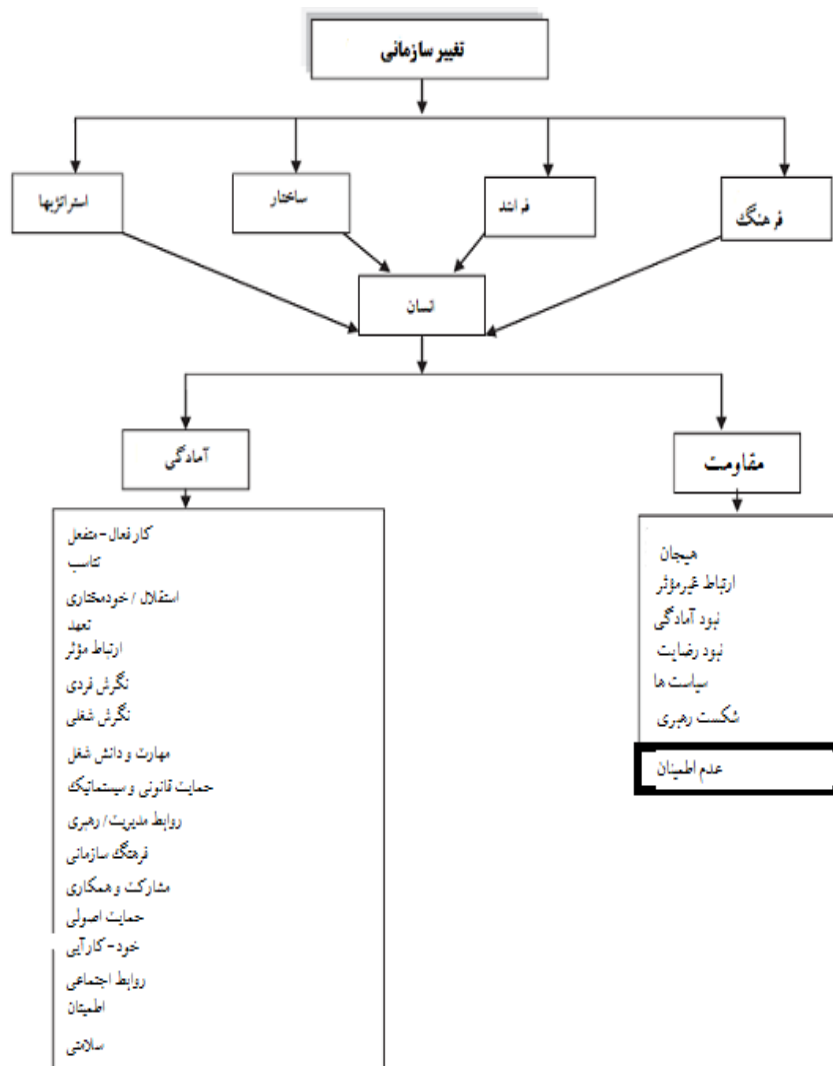 تغییر سازمانی
فرهنگ
فرایند
ساختار
استراتژیها
انسان
مقاومت
هیجان
ارتباط غیرمؤثر
نبود آمادگی
نبود رضایت
سیاست ها
شکست رهبری
عدم اطمینان
آمادگی
کار فعال - متفعل
تناسب
استقلال / خودمختاری
تعهد
ارتباط مؤثر
نگرش فردی
نگرش شغلی
مهارت و دانش شغل
حمایت قانونی و سیستماتیک
روابط مدیریت / رهبری
فرهنگ سازمانی
مشارکت و همکاری
حمایت اصولی
خود - کارآیی
روابط اجتماعی
اطمینان
سلامتی